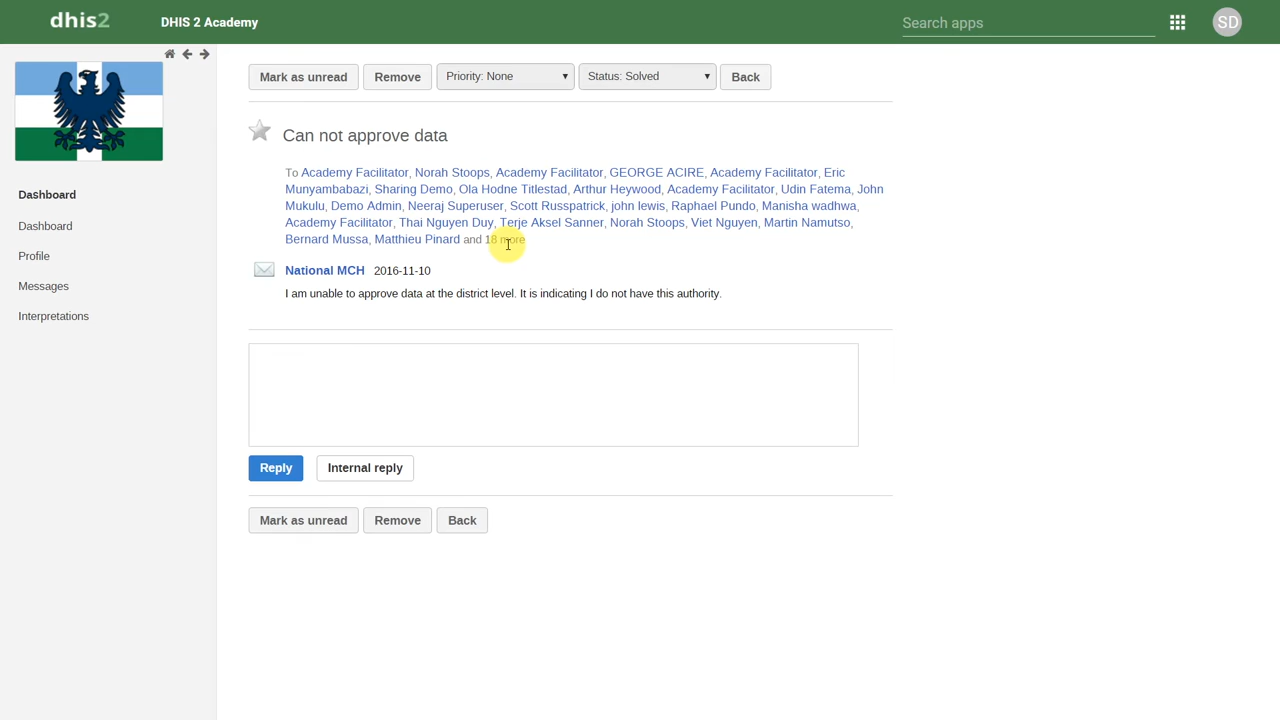 dhis2 DHIS 2 Academy Search apps SD
Mark as unread Remove Priority: None Status: Solved Back
Can not approve data
To Academy Facilitator, Norah Stoops, Academy Facilitator, GEORGE ACIRE, Academy Facilitator, Eric
Munyambabazi, Sharing Demo, Ola Hodne Titlestad, Arthur Heywood, Academy Facilitator, Udin Fatema, John
Mukulu, Demo Admin, Neeraj Superuser, Scott Russpatrick, john lewis, Raphael Pundo, Manisha wadhwa,
Academy Facilitator, Thai Nguyen Duy, Terje Aksel Sanner, Norah Stoops, Viet Nguyen, Martin Namutso,
Bernard Mussa, Matthieu Pinard and 18 more
National MCH 2016-11-10
I am unable to approve data at the district level. It is indicating I do not have this authority.
Reply Internal reply
Mark as unread Remove Back
Dashboard
Dashboard
Profile
Messages
Interpretations